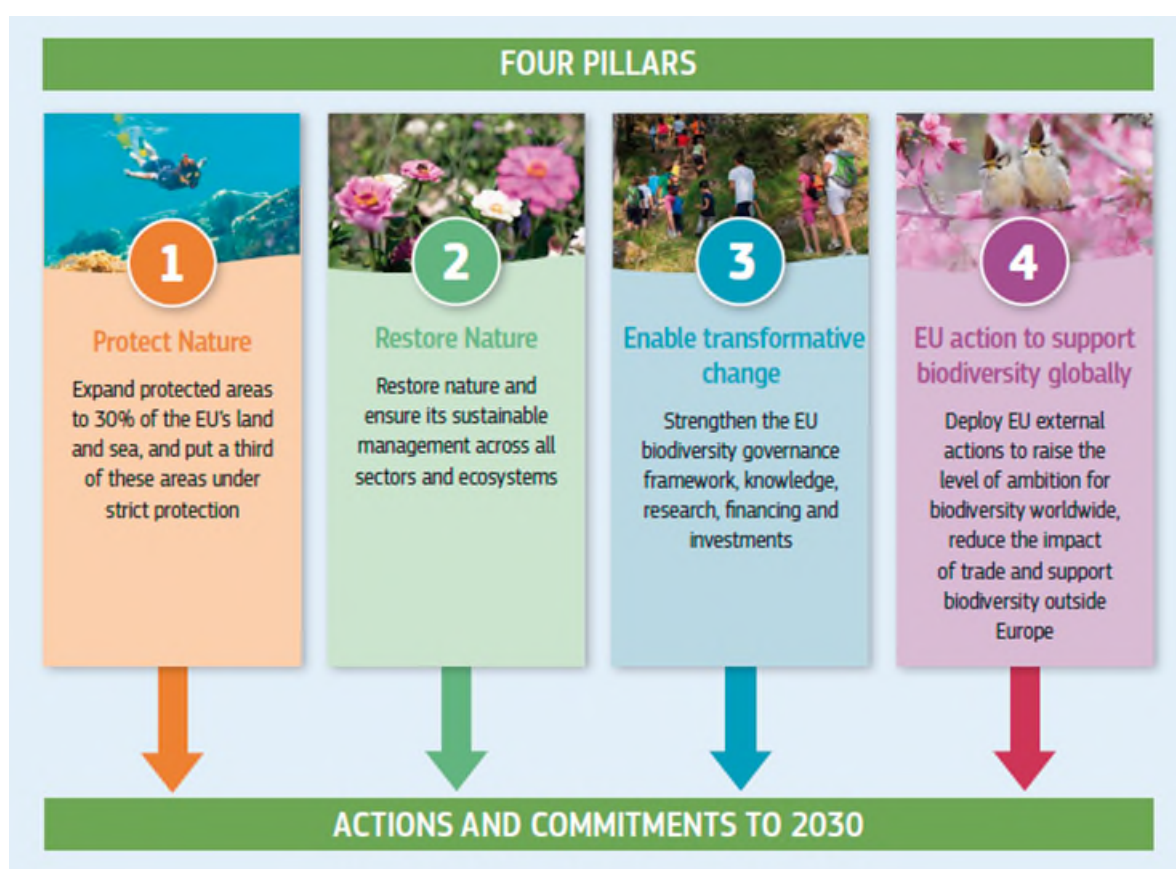 FOUR PILLARS
1
Protect Nature
Expand protected areas
to 30% of the EU's land
and sea, and put a third
of these areas under
strict protection
2
Restore Nature
Restore nature and
ensure its sustainable
management across all
sectors and ecosystems
3
Enable transformative
change
Strengthen the EU
biodiversity governance
framework, knowledge,
research, financing and
investments
4
EU action to support
biodiversity globally
Deploy EU external
actions to raise the
level of ambition for
biodiversity worldwide,
reduce the impact
of trade and support
biodiversity outside
Europe
ACTIONS AND COMMITMENTS TO 2030